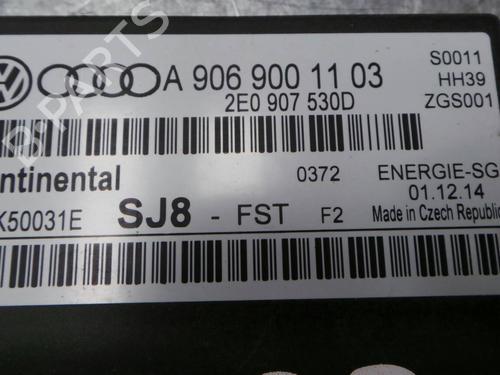 A 906 900 11 03
2E0 907 530D
S0011
HH39
ZGS001
ntinental
0372
ENERGIE-SG
01.12.14
K50031E
SJ8 - FST F2
Made in Czech Republic
B-PARTS